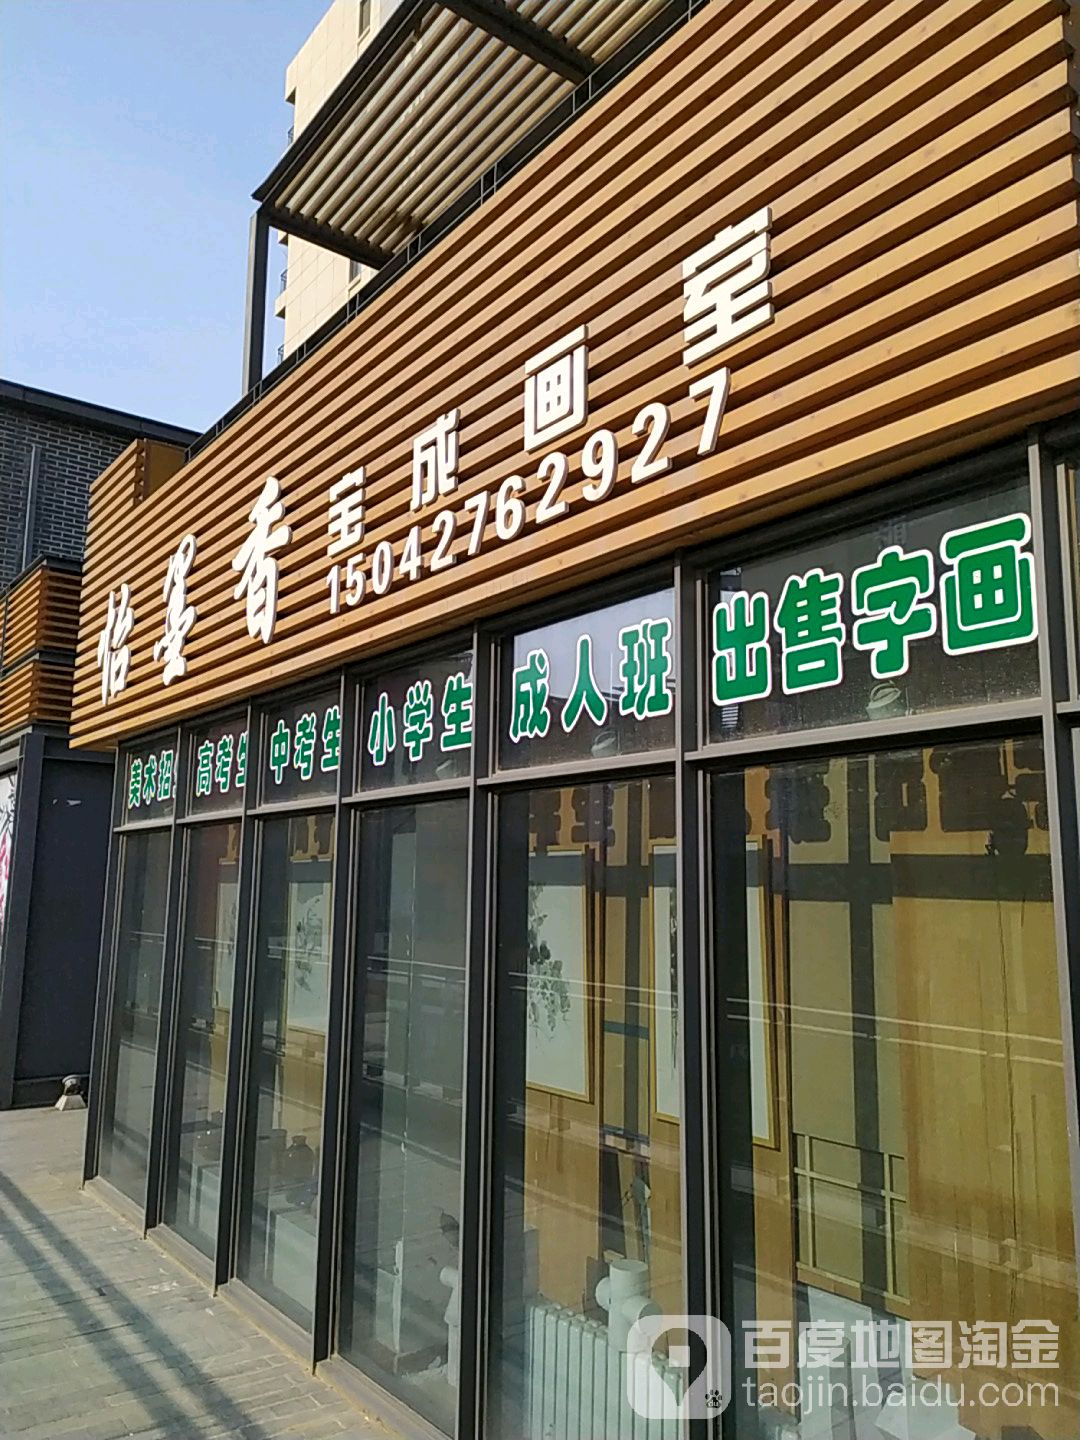 怡墨香 宝成画室
15042762927
美术招 高考生 中考生 小学生 成人班 出售字画
百度地图淘金
taojin.baidu.com